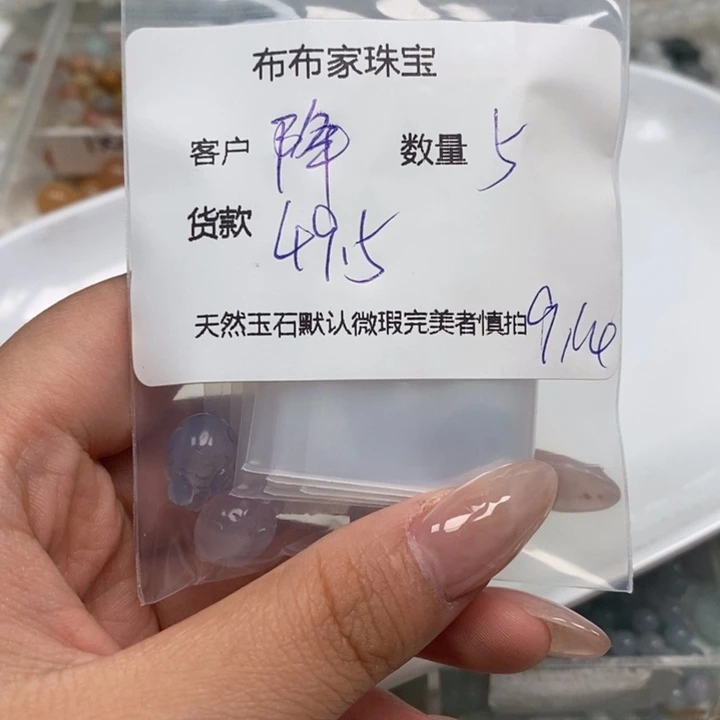 布布家珠宝
客户 降 数量 5
货款 49.5
天然玉石默认微瑕完美者慎拍 9.14